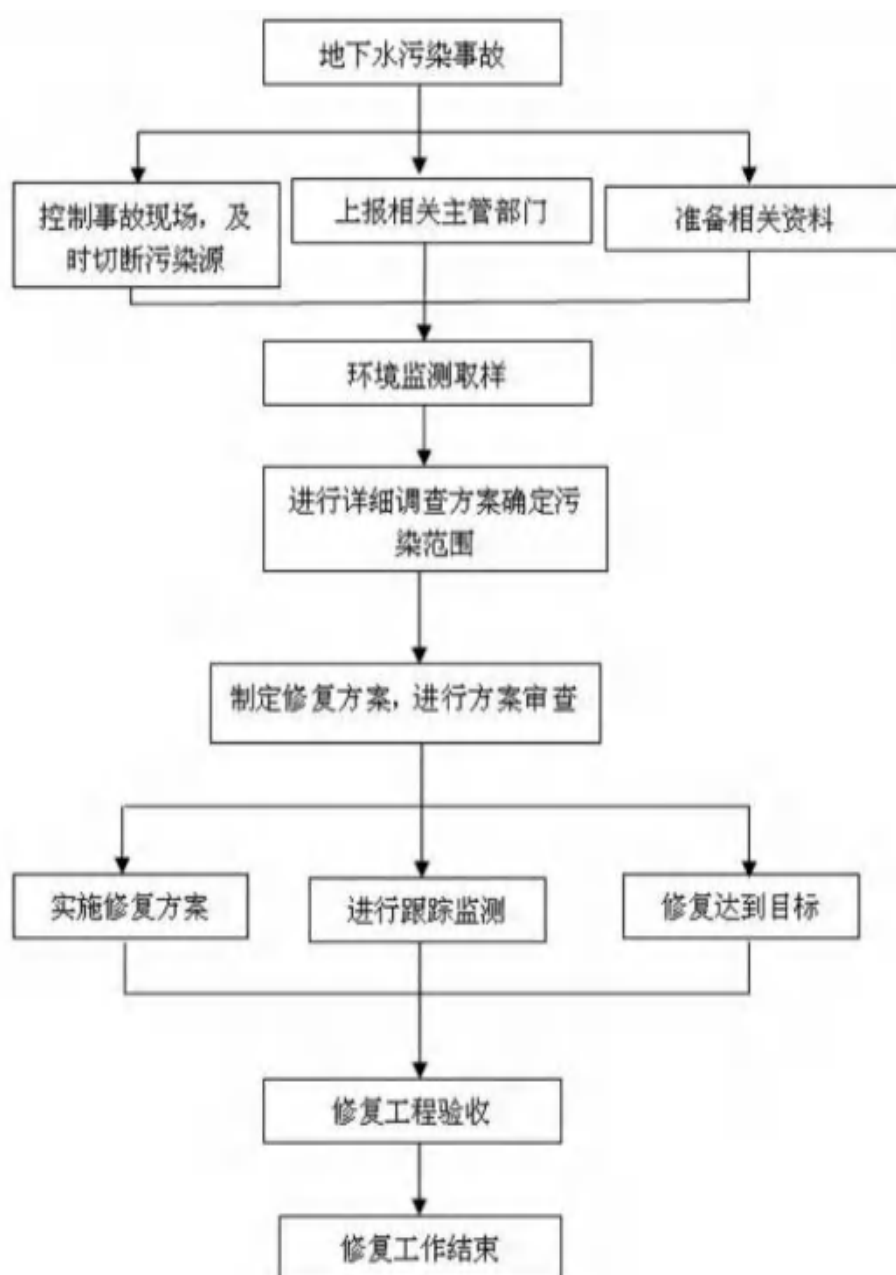 地下水污染事故
控制事故现场，及
时切断污染源
上报相关主管部门
准备相关资料
环境监测取样
进行详细调查方案确定污
染范围
制定修复方案，进行方案审查
实施修复方案
进行跟踪监测
修复达到目标
修复工程验收
修复工作结束